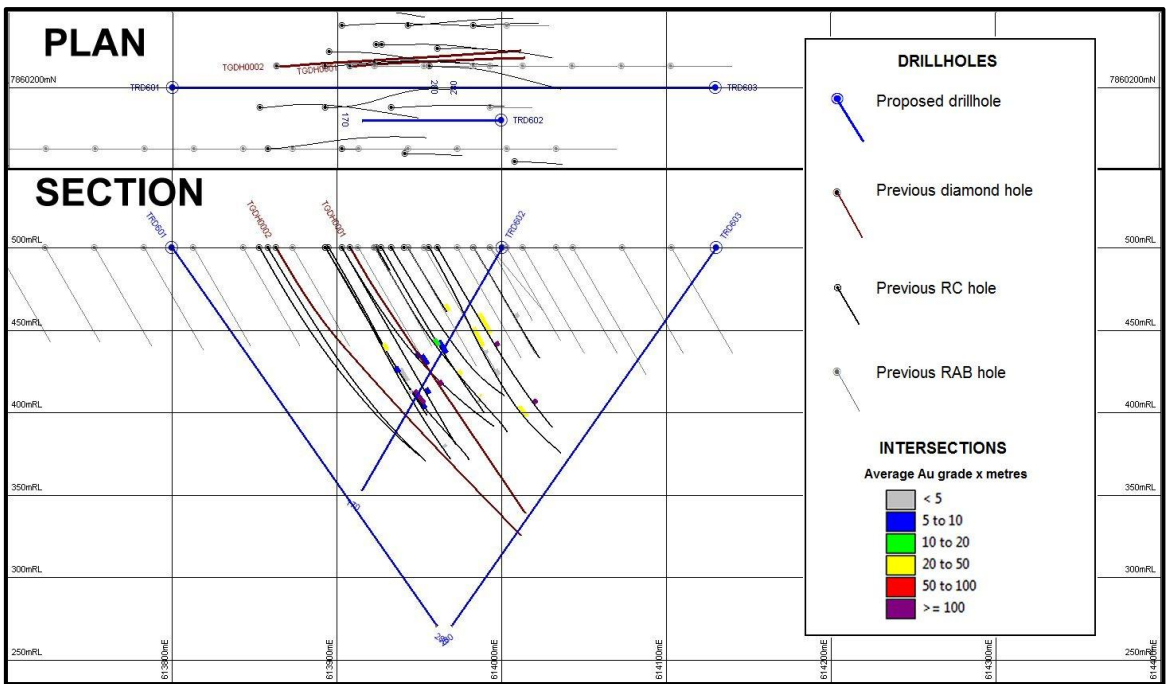 PLAN
7860200mN
7860200mN
TGDH0002
TGDH0001
TRD601
TRD603
170
TRD602
SECTION
TRD601
TGDH0002
TGDH0001
TRD602
TRD603
500mRL
500mRL
450mRL
450mRL
400mRL
400mRL
350mRL
350mRL
170
300mRL
300mRL
250mRL
250mRL
613800mE
613900mE
614000mE
614100mE
614200mE
614300mE
614400mE
DRILLHOLES
Proposed drillhole
Previous diamond hole
Previous RC hole
Previous RAB hole
INTERSECTIONS
Average Au grade x metres
< 5
5 to 10
10 to 20
20 to 50
50 to 100
>= 100